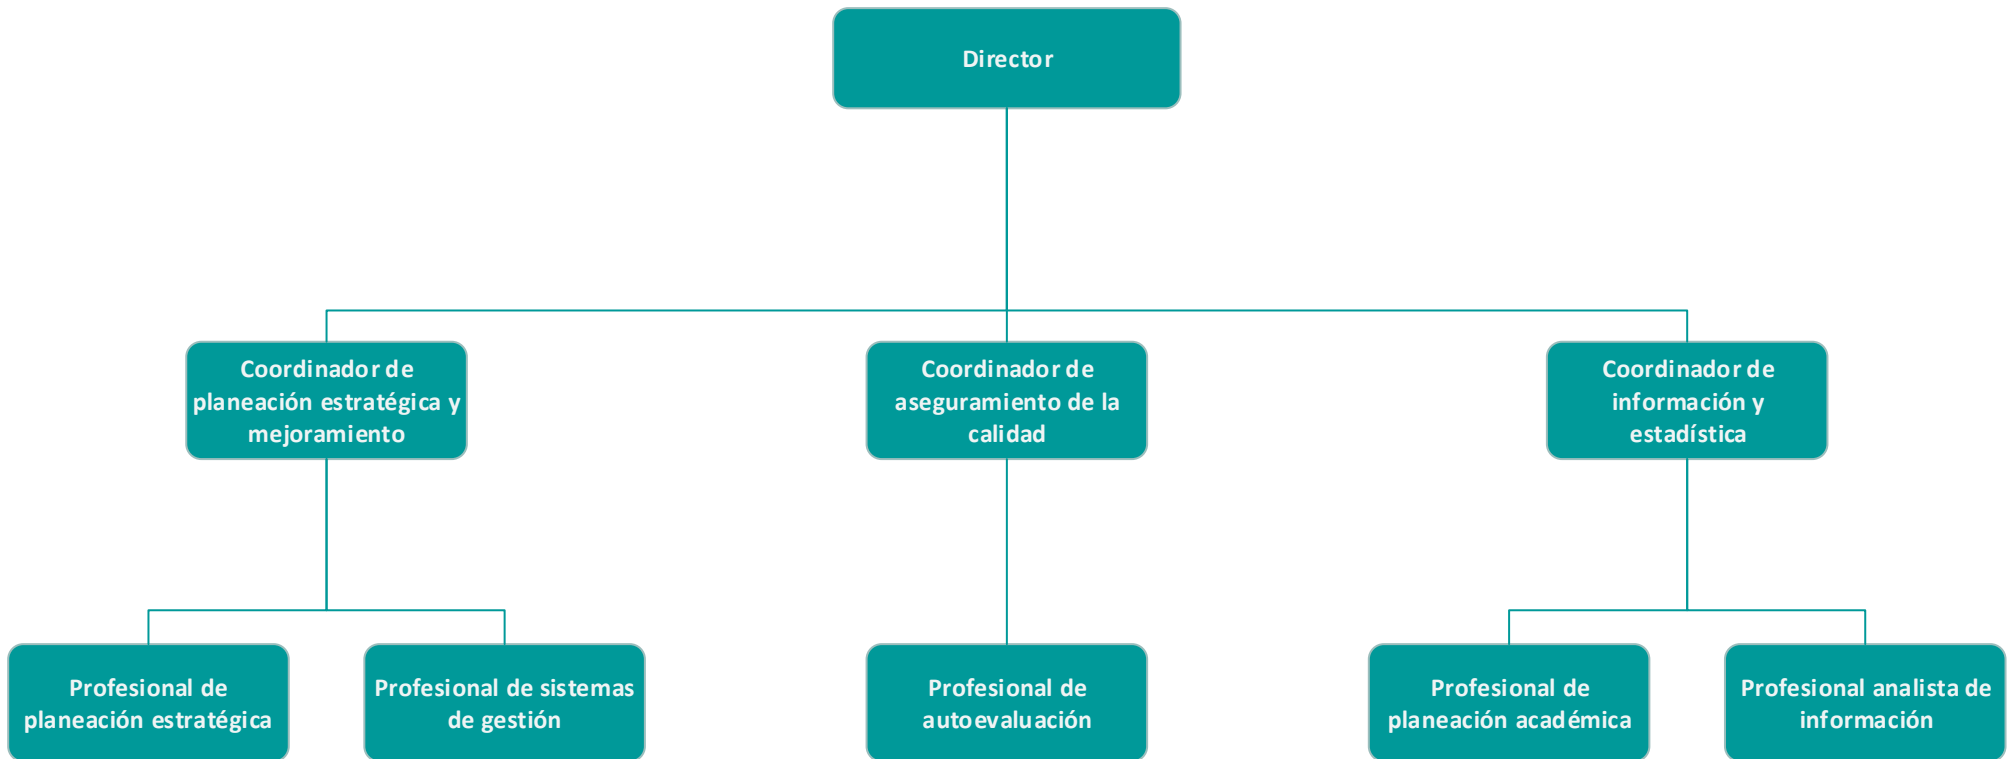 Director
Coordinador de
planeación estratégica y
mejoramiento
Coordinador de
aseguramiento de la
calidad
Coordinador de
información y
estadística
Profesional de
planeación estratégica
Profesional de sistemas
de gestión
Profesional de
autoevaluación
Profesional de
planeación académica
Profesional analista de
información